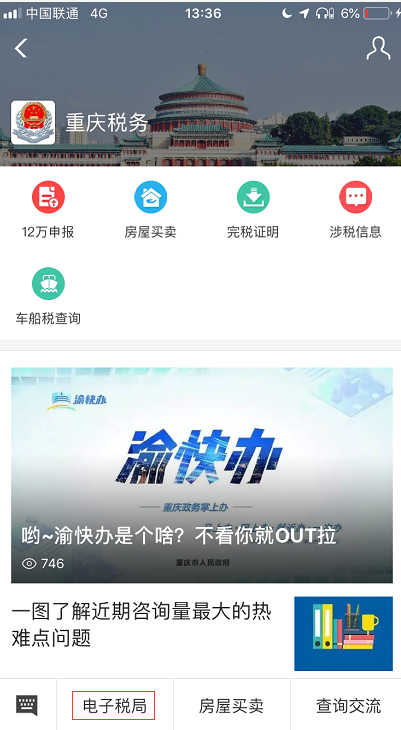 中国联通 4G 13:36 6%
重庆税务
12万申报 房屋买卖 完税证明 涉税信息
车船税查询
渝快办
渝快办
重庆政务掌上办
哟~渝快办是个啥？不看你就OUT拉
746 重庆市人民政府
一图了解近期咨询量最大的热
难点问题
电子税局 房屋买卖 查询交流